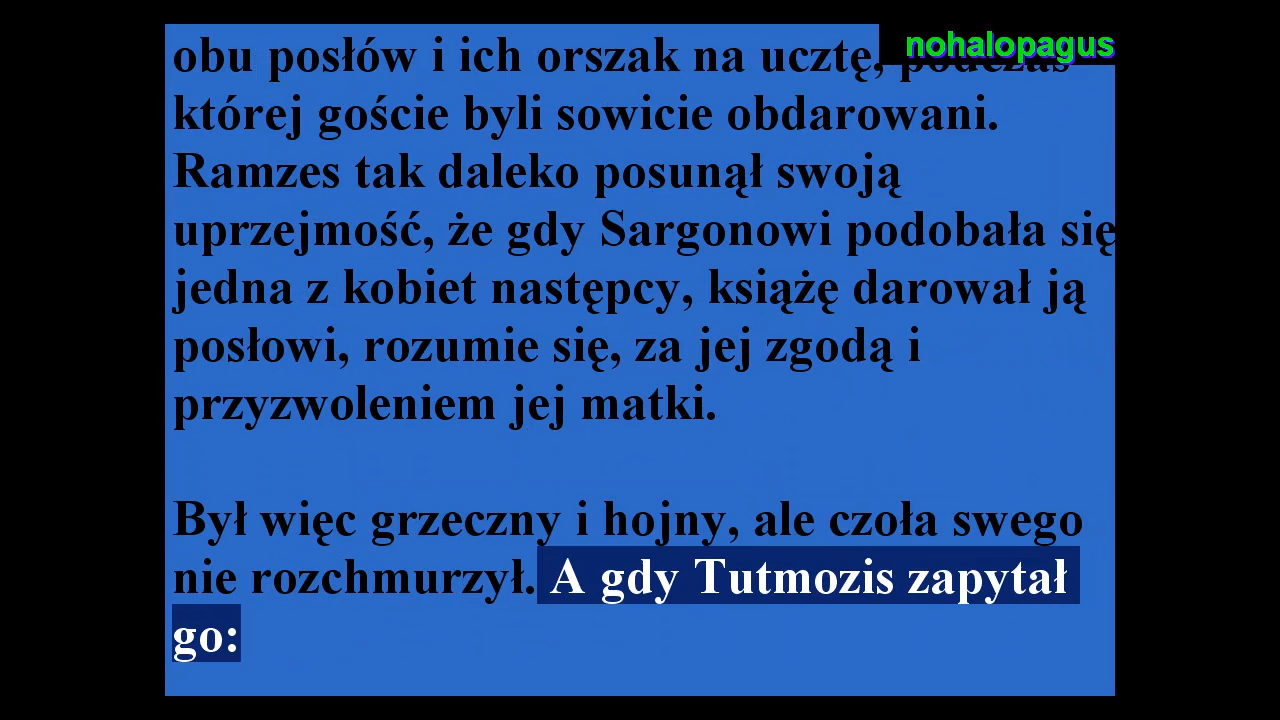 nohalopagus
obu posłów i ich orszak na ucztę, podczas
której goście byli sowicie obdarowani.
Ramzes tak daleko posunął swoją
uprzejmość, że gdy Sargonowi podobała się
jedna z kobiet następcy, książę darował ją
posłowi, rozumie się, za jej zgodą i
przyzwoleniem jej matki.
Był więc grzeczny i hojny, ale czoła swego
nie rozchmurzył. A gdy Tutmozis zapytał
go: